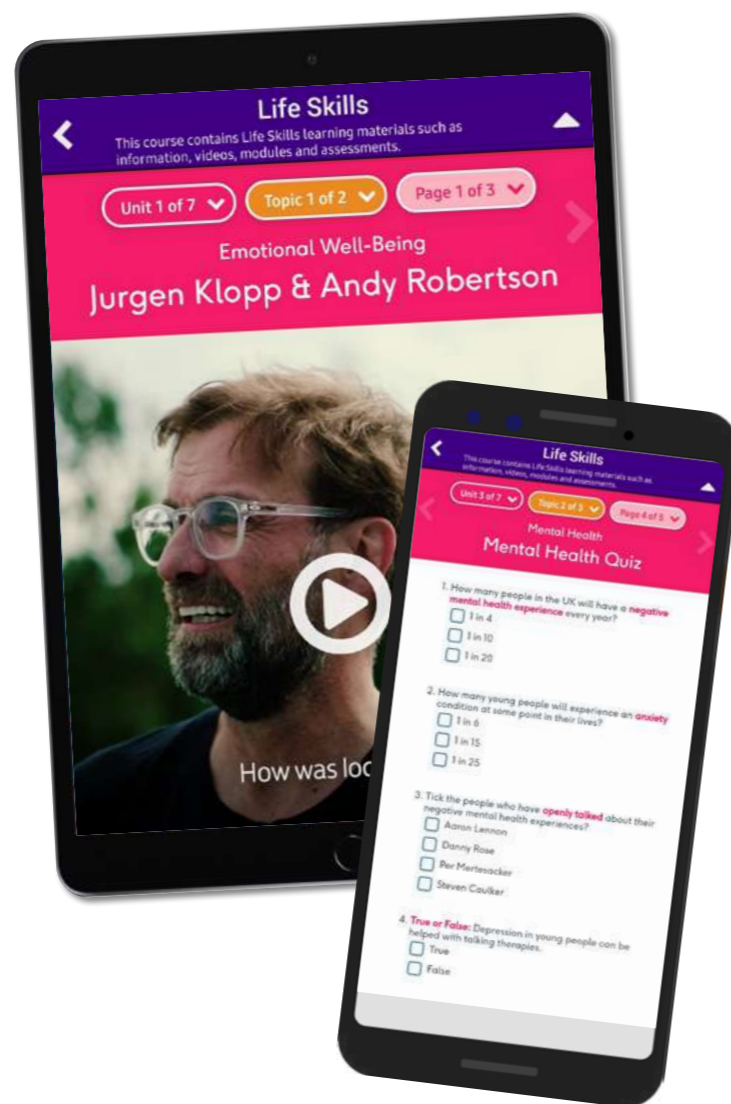 Life Skills
This course contains Life Skills learning materials such as
information, videos, modules and assessments.
Unit 1 of 7
Topic 1 of 2
Page 1 of 3
Emotional Well-Being
Jurgen Klopp & Andy Robertson
How was loc
Life Skills
This course contains Life Skills learning materials such as
information, videos, modules and assessments.
Unit 3 of 7
Topic 2 of 3
Page 4 of 5
Mental Health
Mental Health Quiz
1. How many people in the UK will have a negative
mental health experience every year?
1 in 4
1 in 10
1 in 20
2. How many young people will experience an anxiety
condition at some point in their lives?
1 in 6
1 in 15
1 in 25
3. Tick the people who have openly talked about their
negative mental health experiences?
Aaron Lennon
Danny Rose
Per Mertesacker
Steven Caulker
4. True or False: Depression in young people can be
helped with talking therapies.
True
False